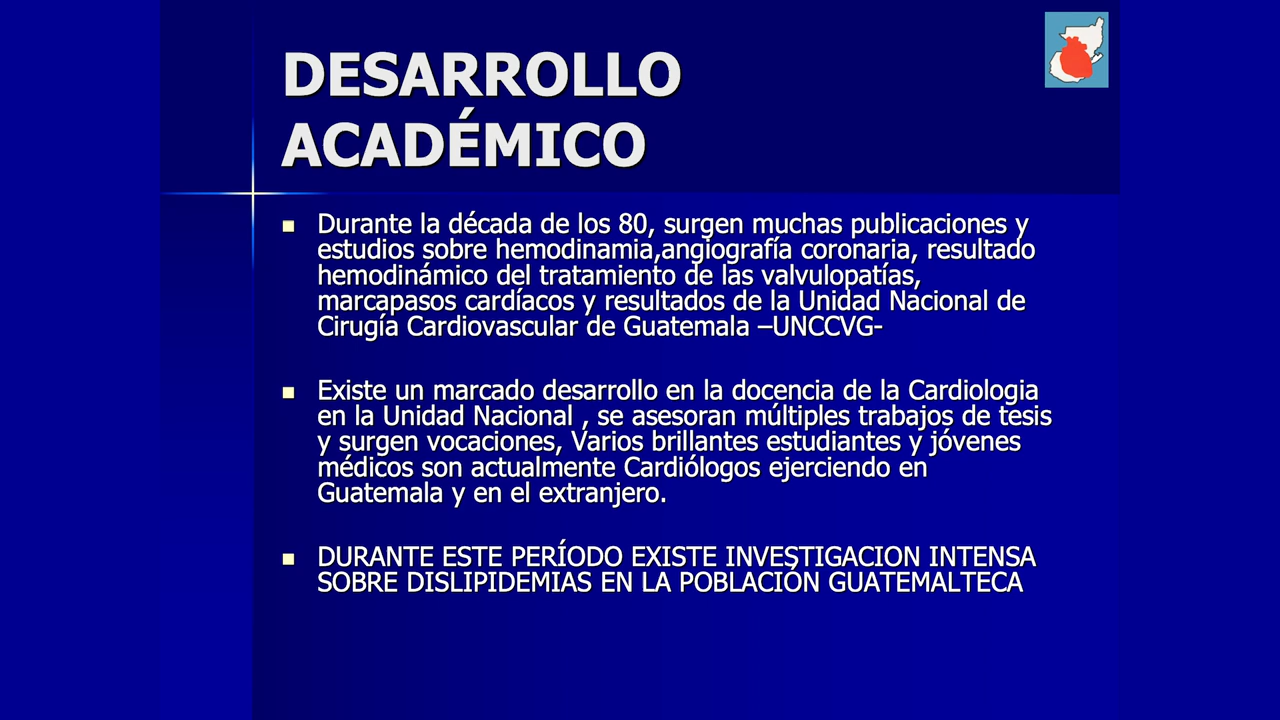 DESARROLLO
ACADÉMICO
Durante la década de los 80, surgen muchas publicaciones y
estudios sobre hemodinamia,angiografía coronaria, resultado
hemodinámico del tratamiento de las valvulopatías,
marcapasos cardíacos y resultados de la Unidad Nacional de
Cirugía Cardiovascular de Guatemala –UNCCVG-
Existe un marcado desarrollo en la docencia de la Cardiologia
en la Unidad Nacional , se asesoran múltiples trabajos de tesis
y surgen vocaciones, Varios brillantes estudiantes y jóvenes
médicos son actualmente Cardiólogos ejerciendo en
Guatemala y en el extranjero.
DURANTE ESTE PERÍODO EXISTE INVESTIGACION INTENSA
SOBRE DISLIPIDEMIAS EN LA POBLACIÓN GUATEMALTECA